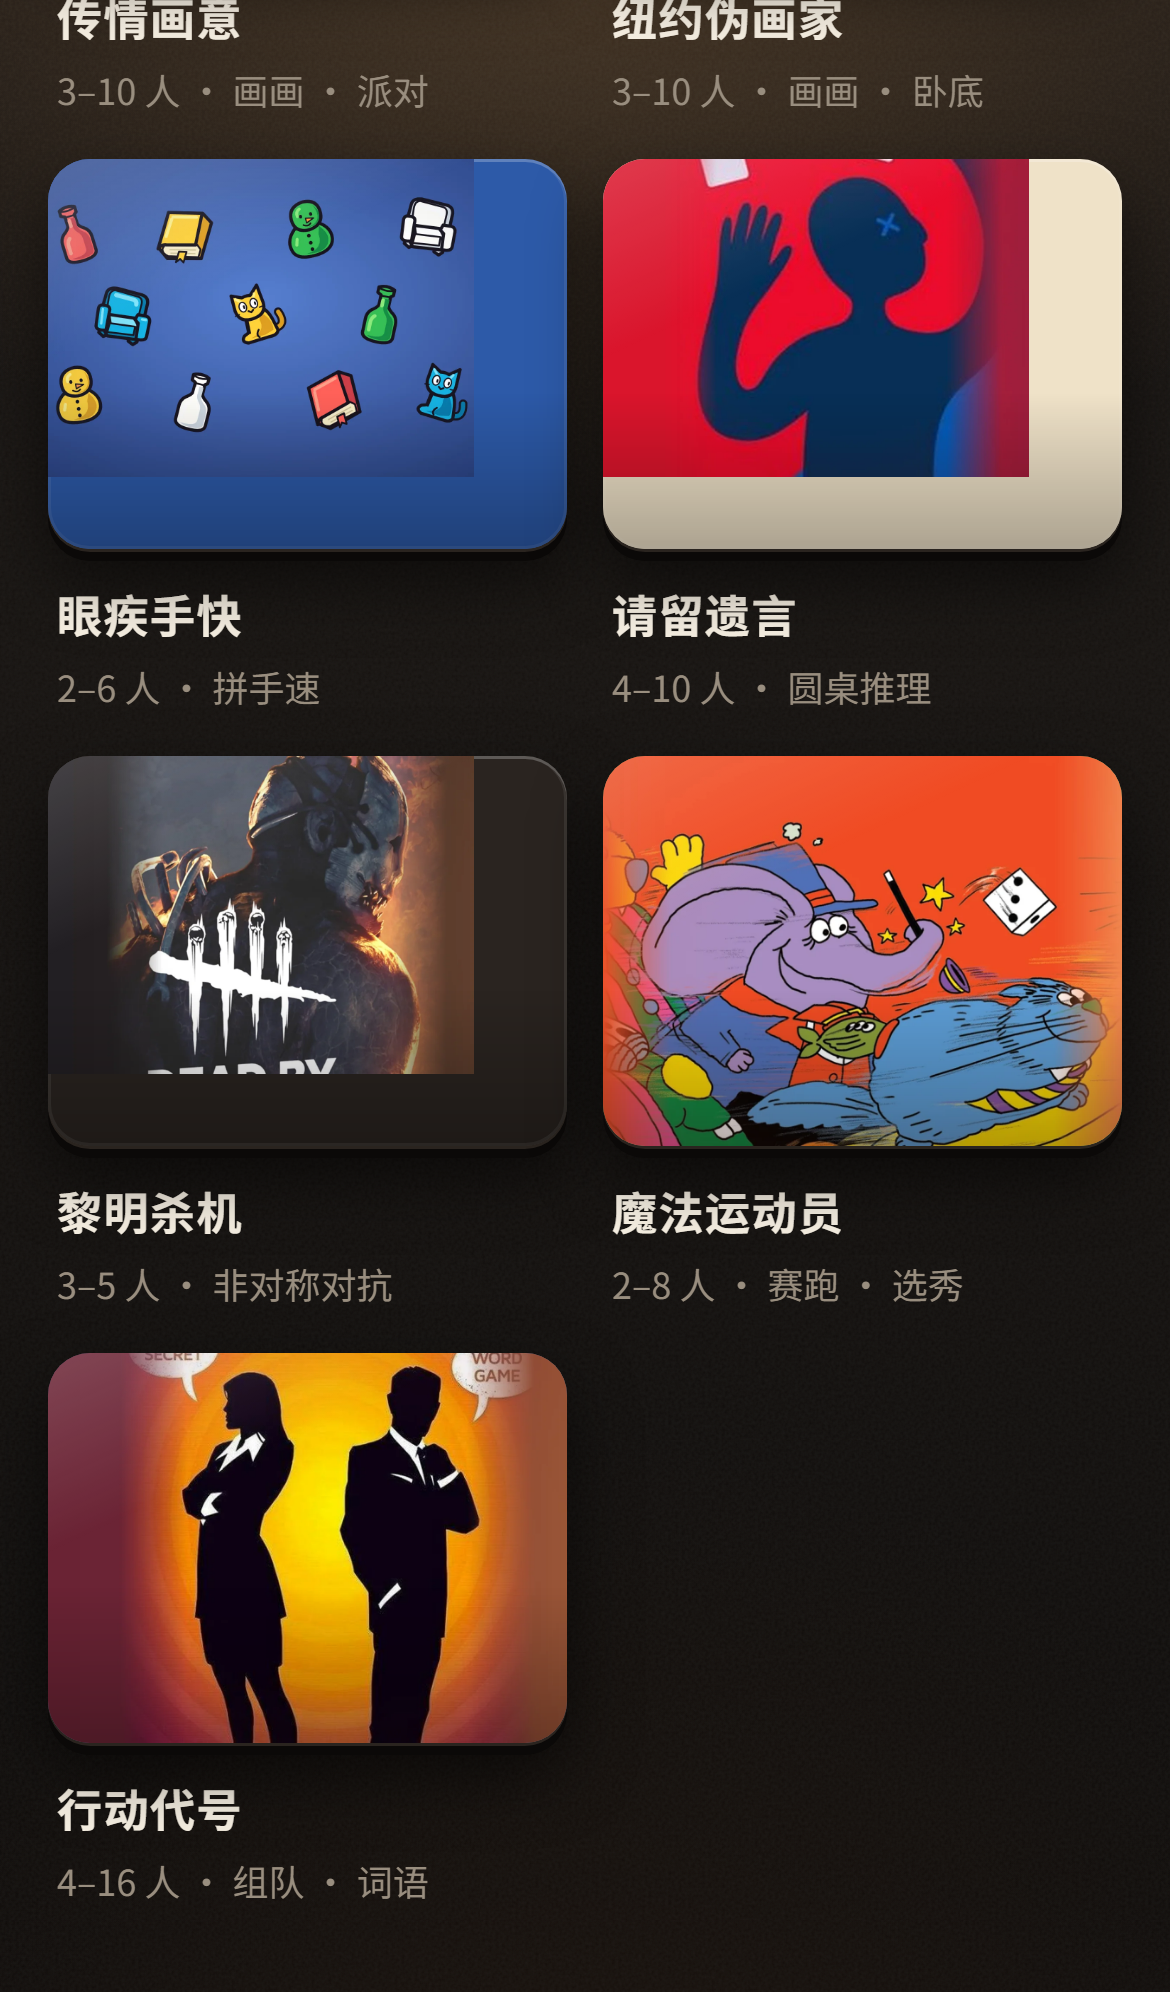 传情画意
纽约伪画家
3–10 人 · 画画 · 派对
3–10 人 · 画画 · 卧底
眼疾手快
请留遗言
2–6 人 · 拼手速
4–10 人 · 圆桌推理
DEAD BY
黎明杀机
魔法运动员
3–5 人 · 非对称对抗
2–8 人 · 赛跑 · 选秀
SECRET
WORD
GAME
行动代号
4–16 人 · 组队 · 词语